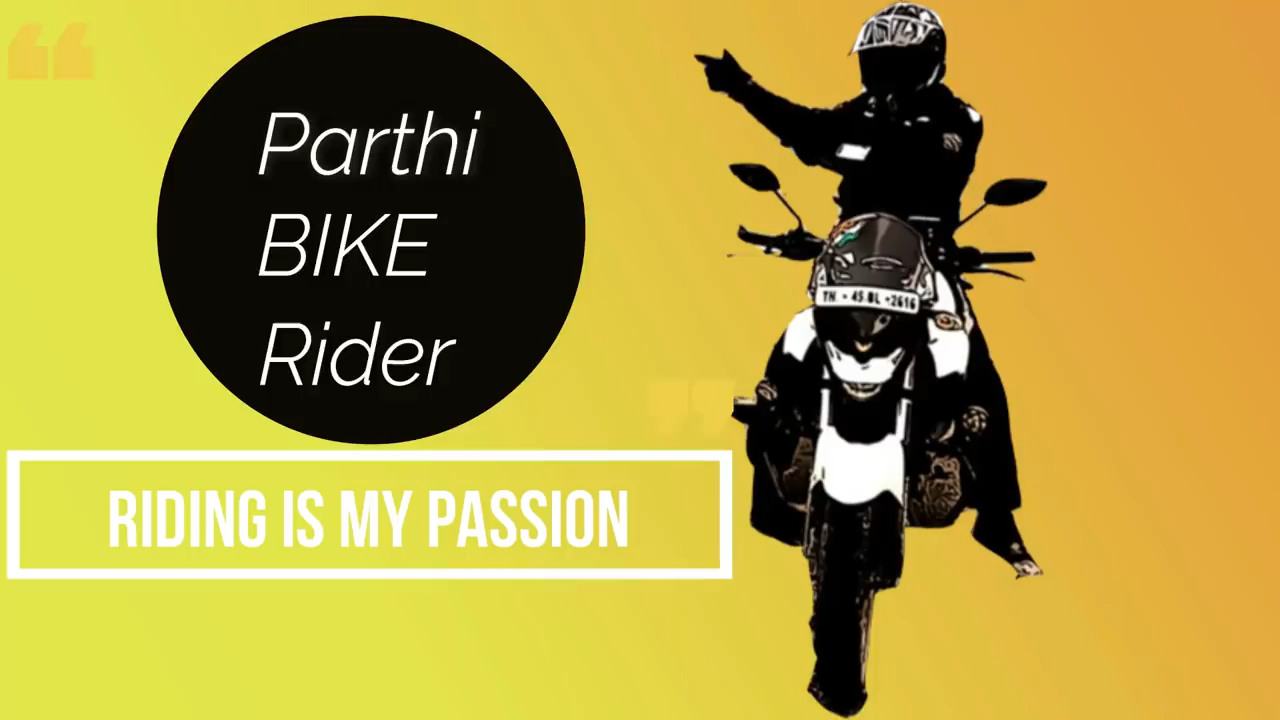 Parthi
BIKE
Rider
TN - 45 BL - 2616
RIDING IS MY PASSION